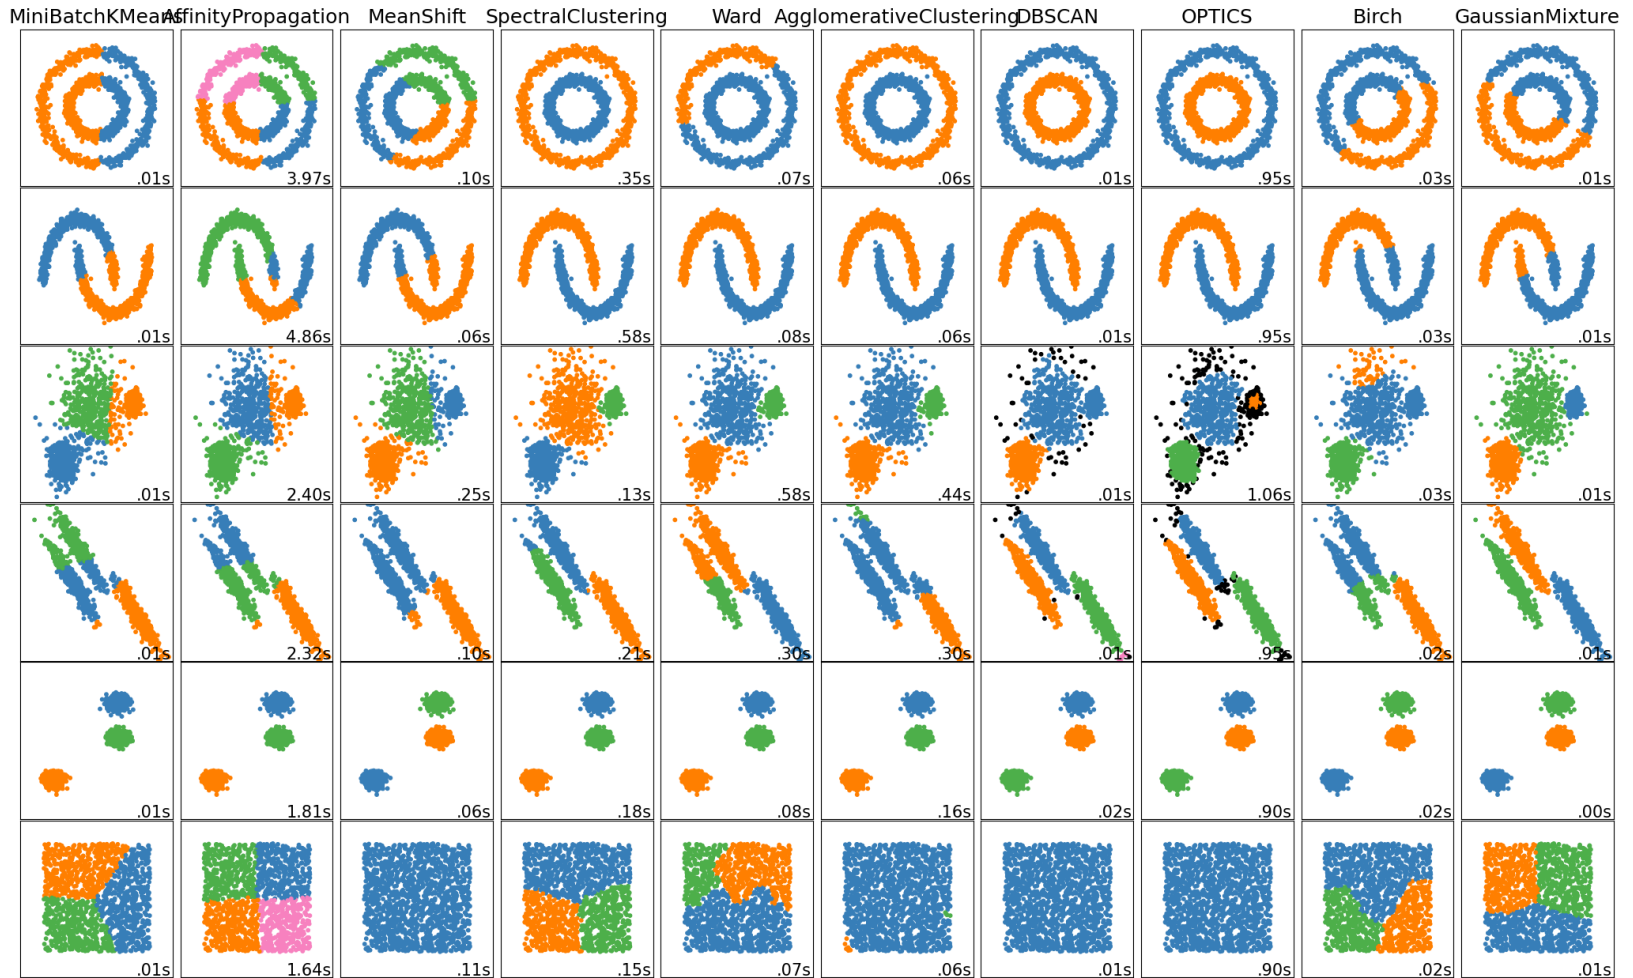 MiniBatchKMeans AffinityPropagation MeanShift SpectralClustering Ward AgglomerativeClustering DBSCAN OPTICS Birch GaussianMixture
.01s 3.97s .10s .35s .07s .06s .01s .95s .03s .01s
.01s 4.86s .06s .58s .08s .06s .01s .95s .03s .01s
.01s 2.40s .25s .13s .58s .44s .01s 1.06s .03s .01s
.01s 2.32s .10s .21s .30s .30s .01s .95s .02s .01s
.01s 1.81s .06s .18s .08s .16s .02s .90s .02s .00s
.01s 1.64s .11s .15s .07s .06s .01s .90s .02s .01s